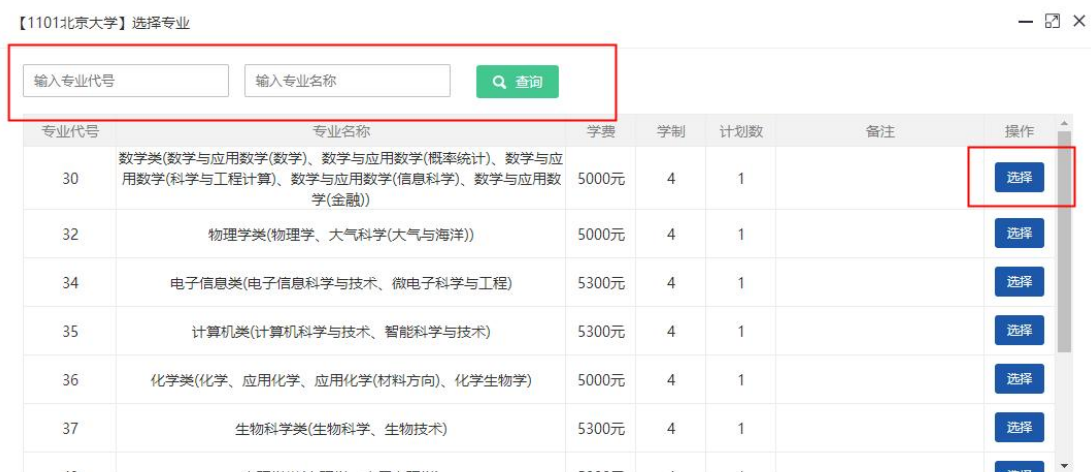 【1101北京大学】选择专业
输入专业代号 输入专业名称 查询
专业代号 专业名称 学费 学制 计划数 备注 操作
数学类(数学与应用数学(数学)、数学与应用数学(概率统计)、数学与应
30 用数学(科学与工程计算)、数学与应用数学(信息科学)、数学与应用数 5000元 4 1 选择
学(金融))
32 物理学类(物理学、大气科学(大气与海洋)) 5000元 4 1 选择
34 电子信息类(电子信息科学与技术、微电子科学与工程) 5300元 4 1 选择
35 计算机类(计算机科学与技术、智能科学与技术) 5300元 4 1 选择
36 化学类(化学、应用化学、应用化学(材料方向)、化学生物学) 5000元 4 1 选择
37 生物科学类(生物科学、生物技术) 5300元 4 1 选择